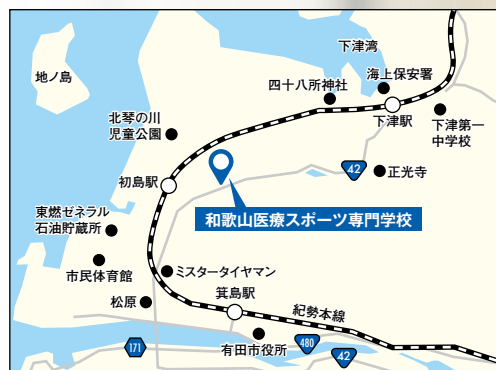 下津湾
地ノ島
海上保安署
四十八所神社
下津駅
北琴の川
児童公園
下津第一
中学校
42
正光寺
初島駅
和歌山医療スポーツ専門学校
東燃ゼネラル
石油貯蔵所
市民体育館
ミスタータイヤマン
松原
箕島駅
紀勢本線
171
有田市役所
480
42